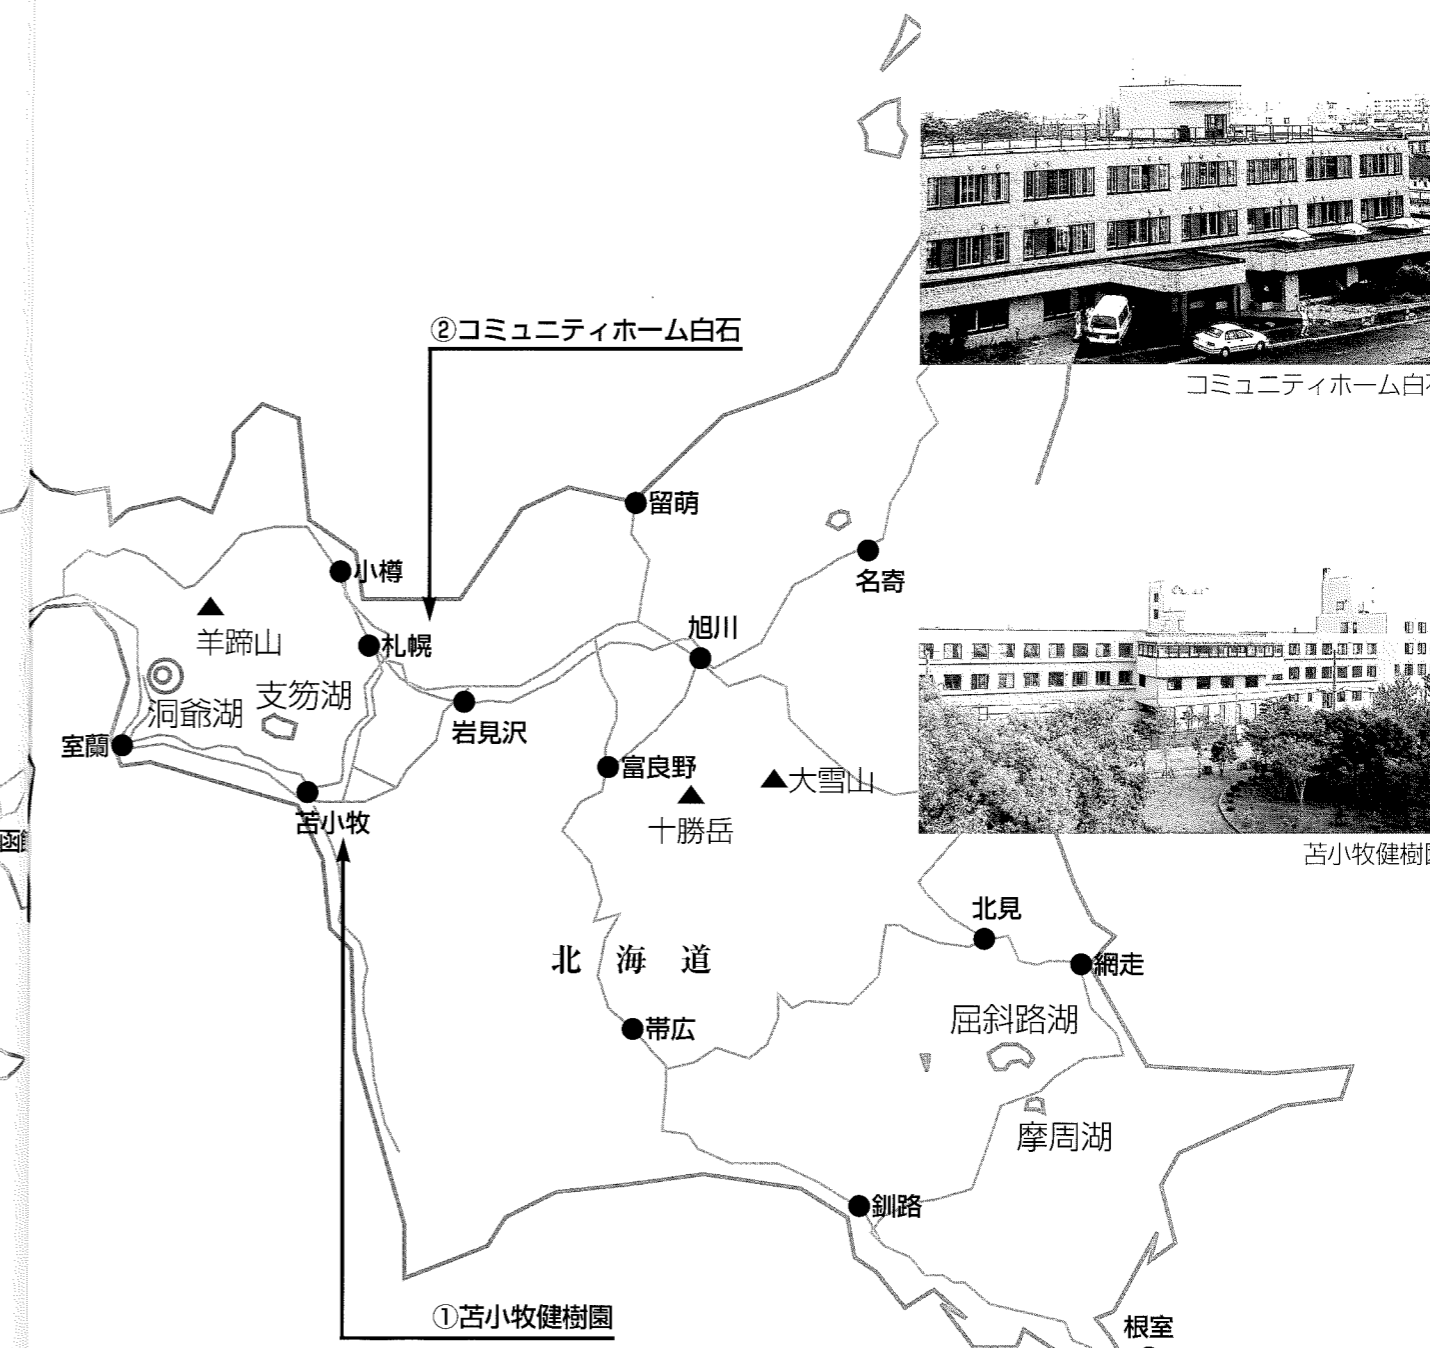 ②コミュニティホーム白石
コミュニティホーム白
留萌
名寄
小樽
旭川
羊蹄山
札幌
支笏湖
洞爺湖
岩見沢
室蘭
富良野
大雪山
苫小牧
十勝岳
函
苫小牧健樹
北見
北海道
網走
屈斜路湖
帯広
摩周湖
釧路
①苫小牧健樹園
根室